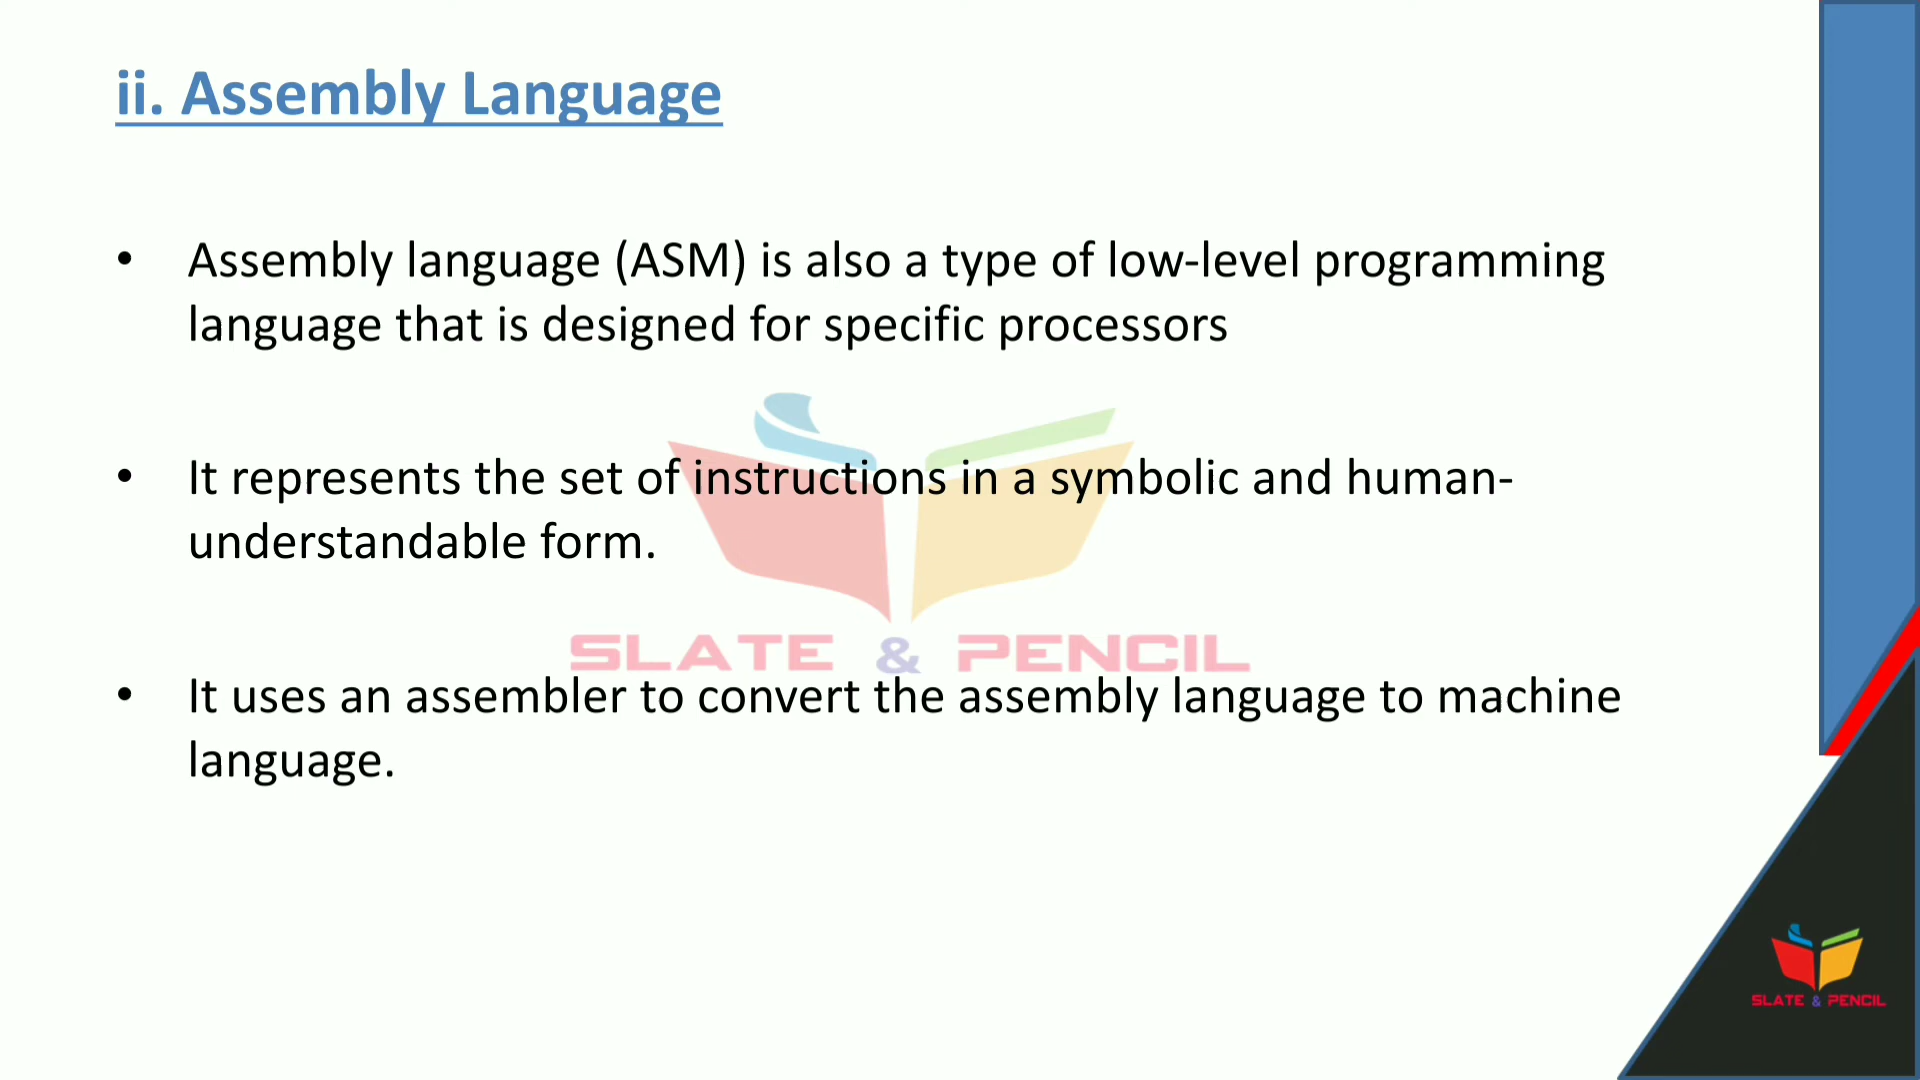 ii. Assembly Language
• Assembly language (ASM) is also a type of low-level programming
language that is designed for specific processors
• It represents the set of instructions in a symbolic and human-
understandable form.
SLATE & PENCIL
• It uses an assembler to convert the assembly language to machine
language.
SLATE & PENCIL